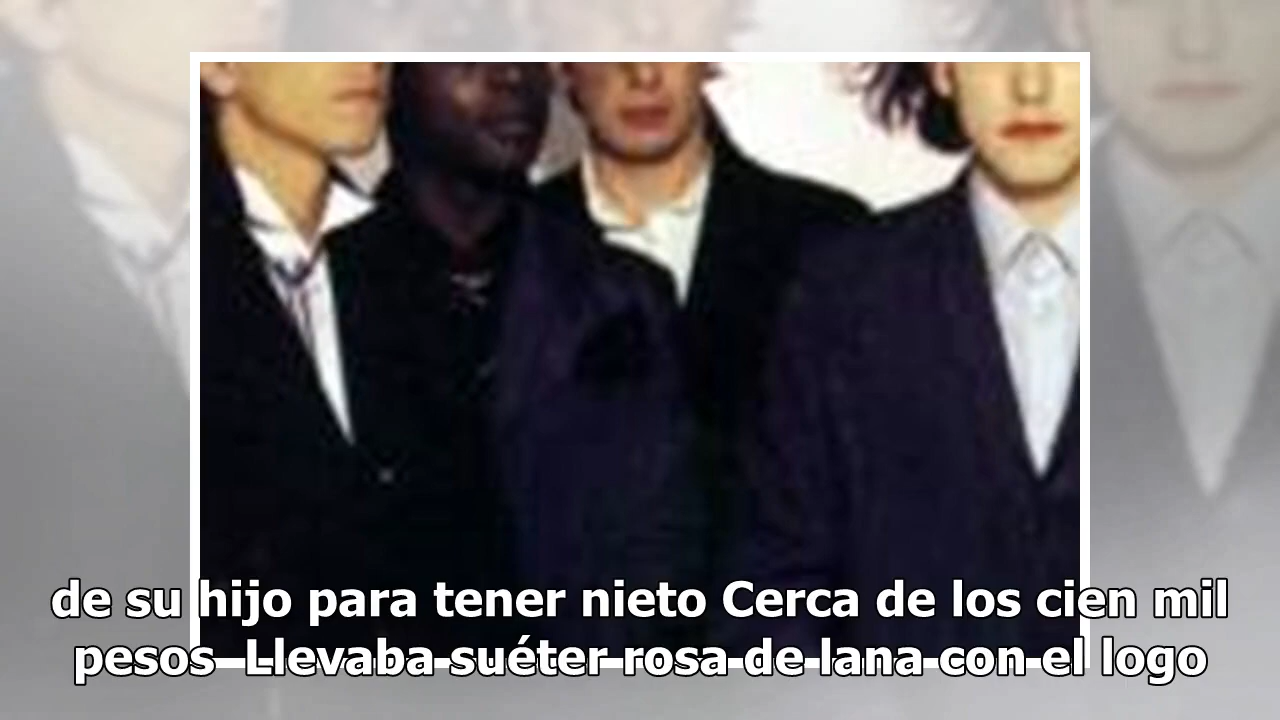 de su hijo para tener nieto Cerca de los cien mil
pesos  Llevaba suéter rosa de lana con el logo